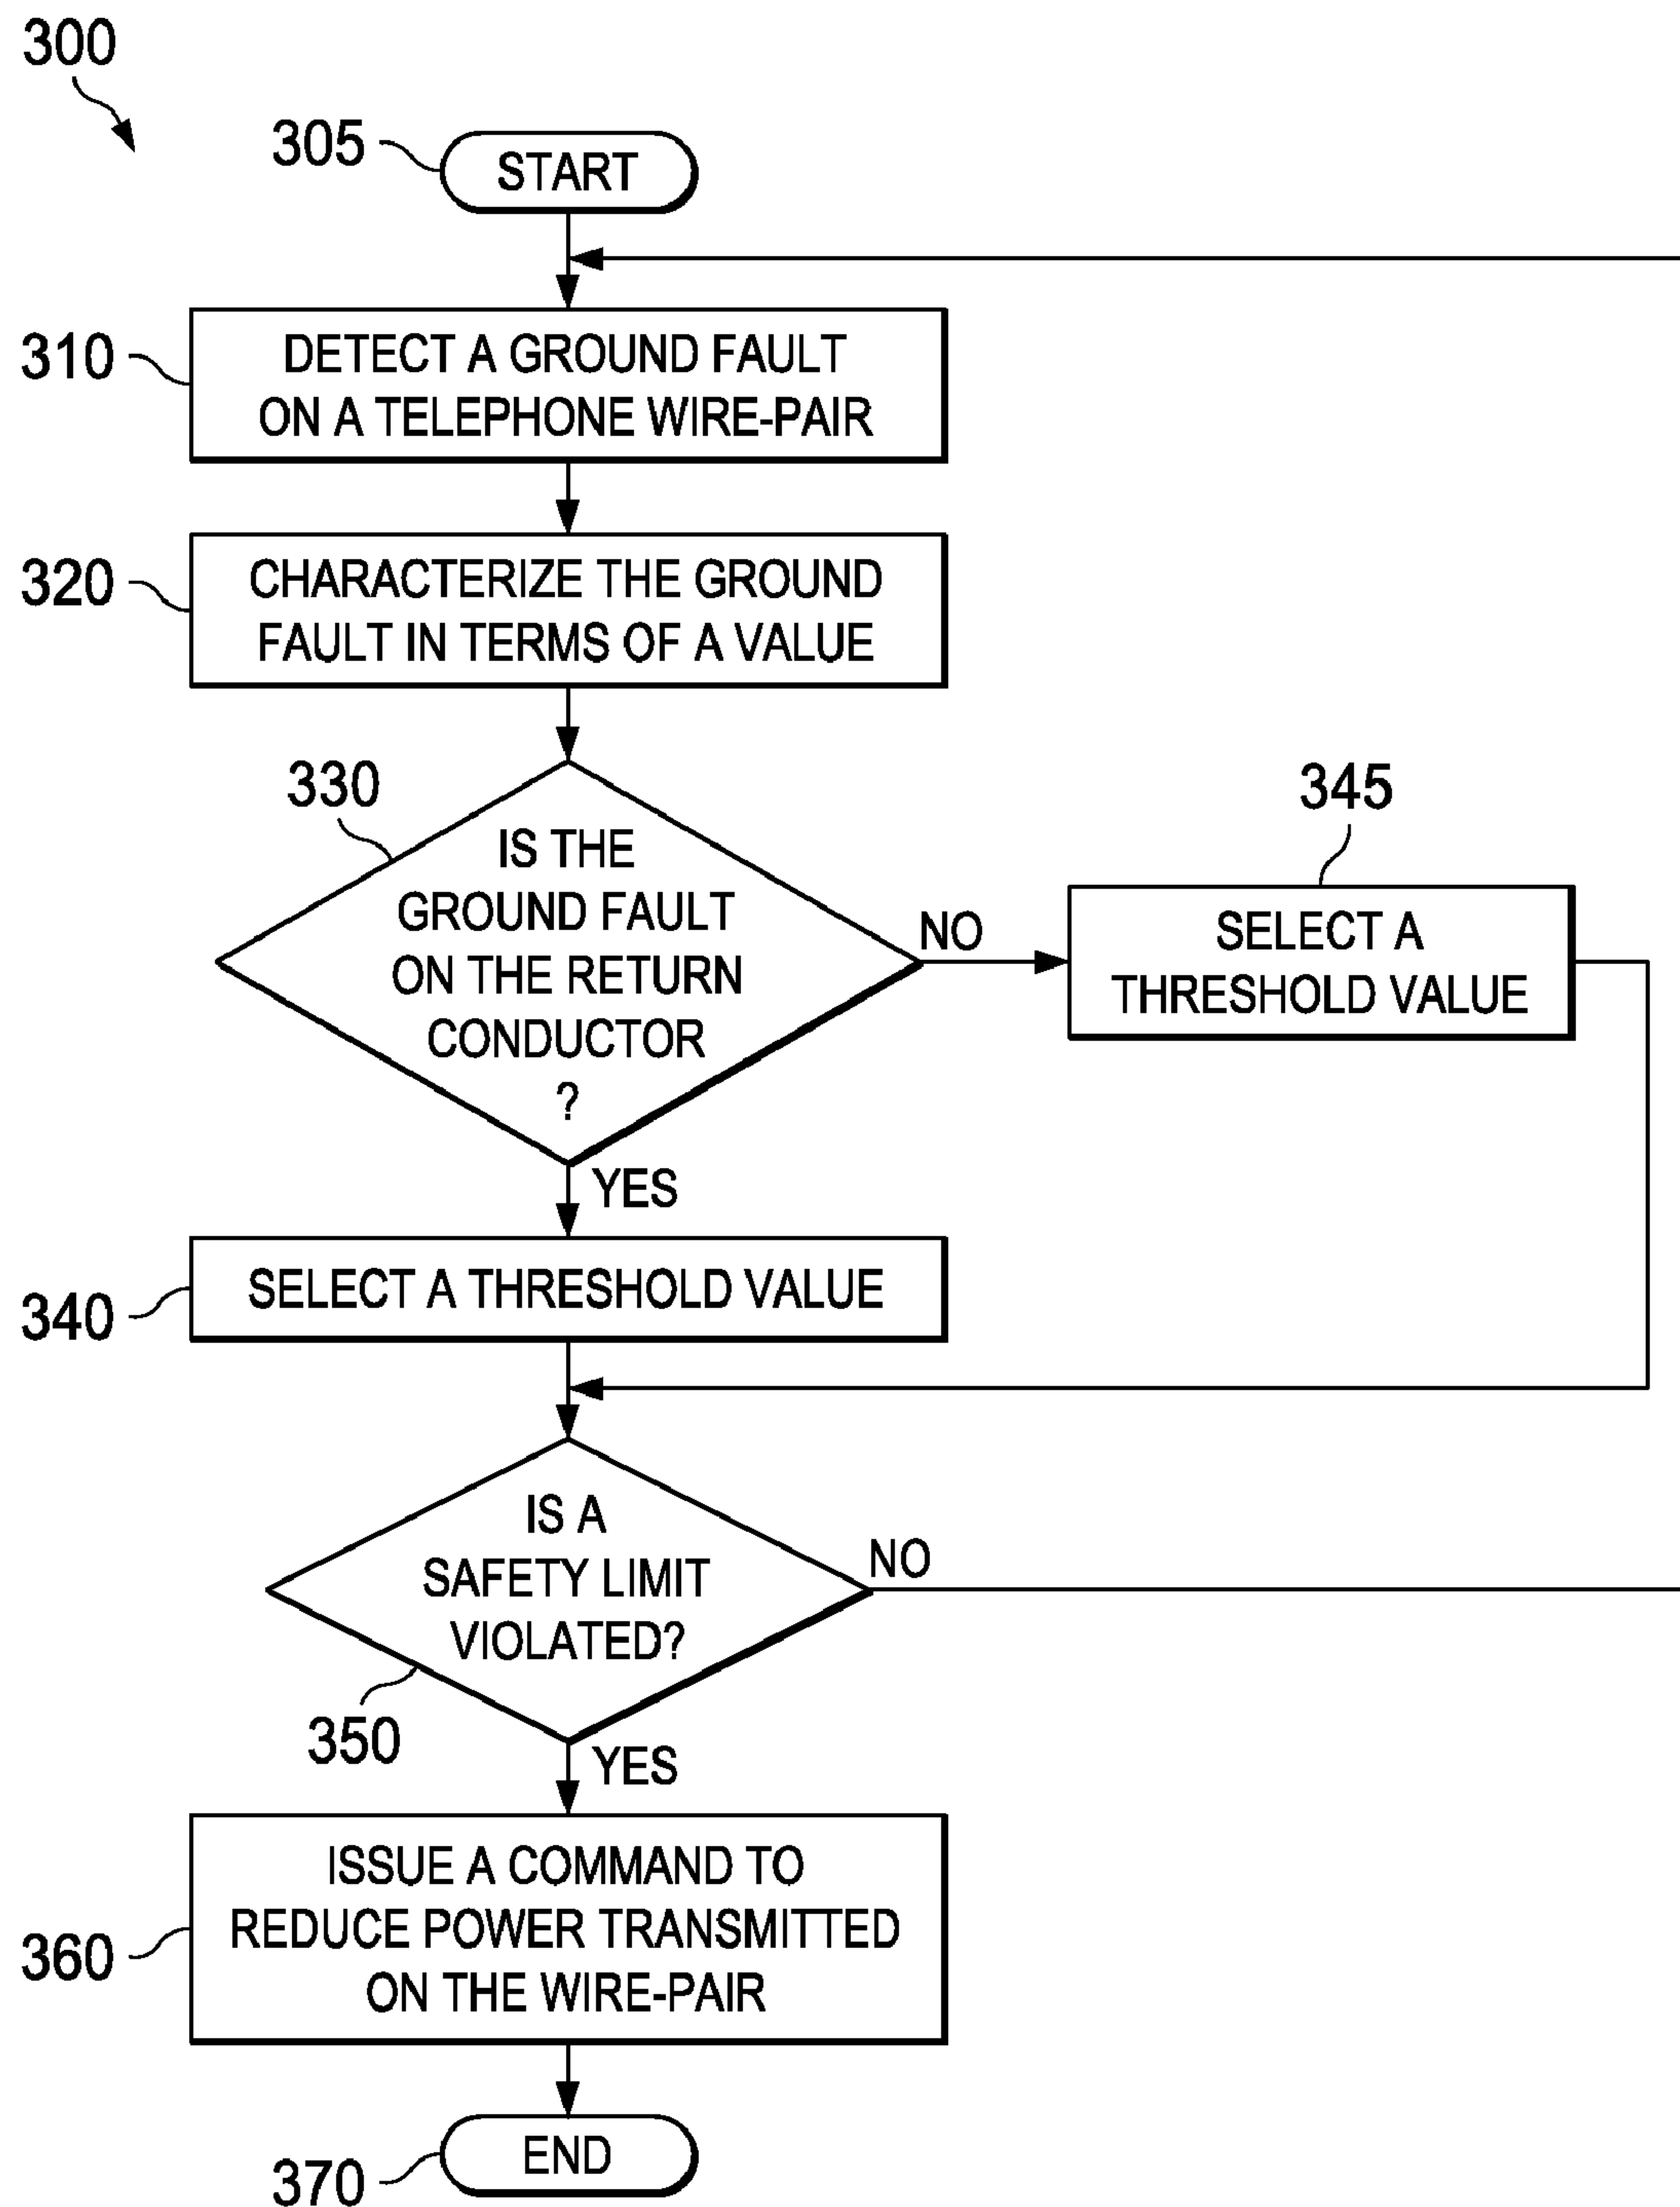 300
305
START
310
DETECT A GROUND FAULT
ON A TELEPHONE WIRE-PAIR
320
CHARACTERIZE THE GROUND
FAULT IN TERMS OF A VALUE
330
IS THE
GROUND FAULT
ON THE RETURN
CONDUCTOR
?
NO
345
SELECT A
THRESHOLD VALUE
YES
340
SELECT A THRESHOLD VALUE
IS A
SAFETY LIMIT
VIOLATED?
NO
350
YES
360
ISSUE A COMMAND TO
REDUCE POWER TRANSMITTED
ON THE WIRE-PAIR
370
END